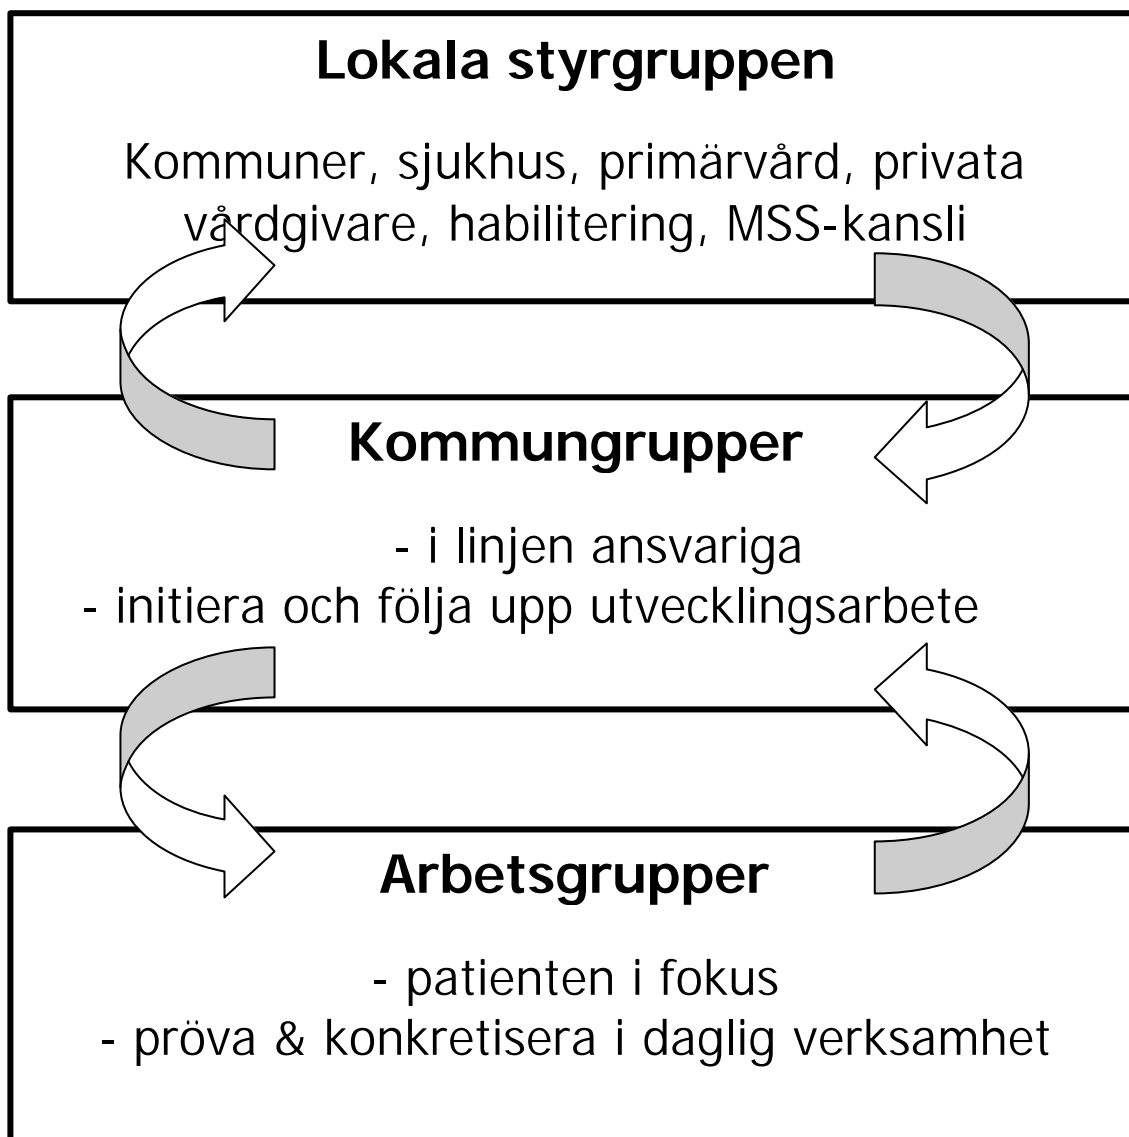 Lokala styrgruppen
Kommuner, sjukhus, primärvård, privata
vårdgivare, habilitering, MSS-kansli
Kommungrupper
- i linjen ansvariga
- initiera och följa upp utvecklingsarbete
Arbetsgrupper
- patienten i fokus
- pröva & konkretisera i daglig verksamhet